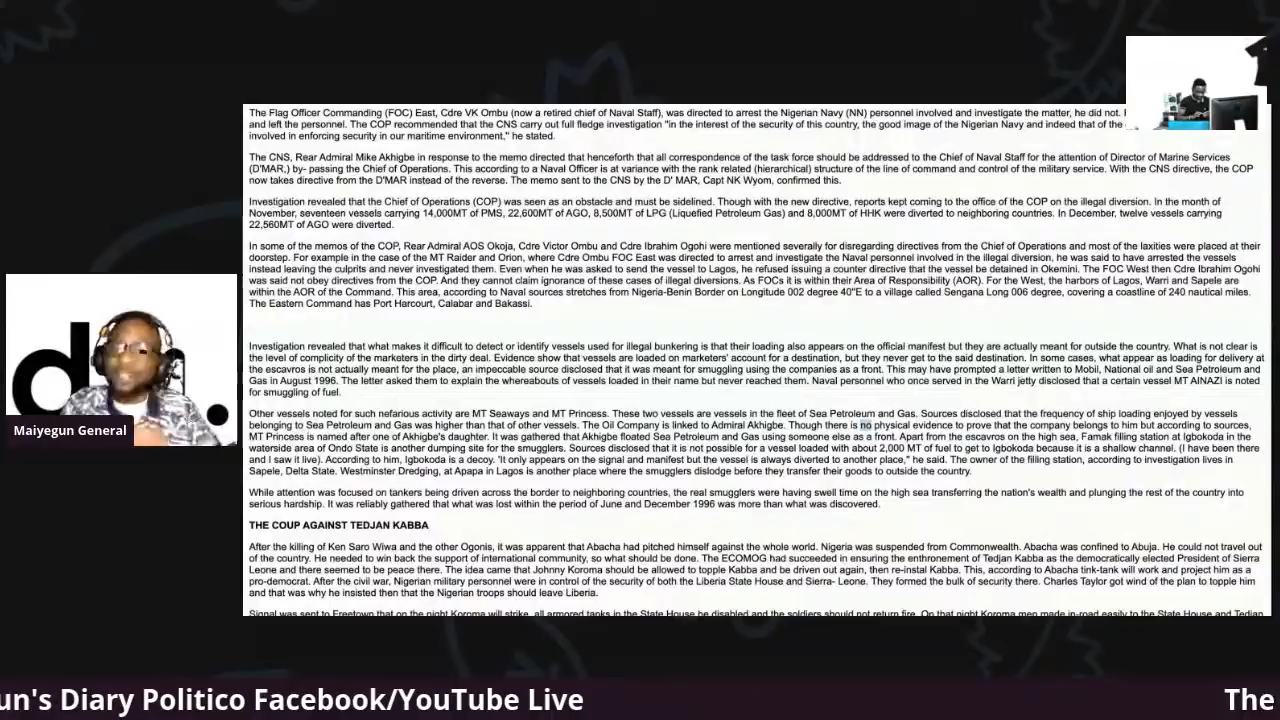 The Flag Officer Commanding (FOC) East, Cdre VK Ombu (now a retired chief of Naval Staff), was directed to arrest the Nigerian Navy (NN) personnel involved and investigate the matter, he did not.
and left the personnel. The COP recommended that the CNS carry out full fledge investigation "in the interest of the security of this country, the good image of the Nigerian Navy and indeed that of the
involved in enforcing security in our maritime environment," he stated.
The CNS, Rear Admiral Mike Akhigbe in response to the memo directed that henceforth that all correspondence of the task force should be addressed to the Chief of Naval Staff for the attention of Director of Marine Services
(D'MAR,) by- passing the Chief of Operations. This according to a Naval Officer is at variance with the rank related (hierarchical) structure of the line of command and control of the military service. With the CNS directive, the COP
now takes directive from the D'MAR instead of the reverse. The memo sent to the CNS by the D' MAR, Capt NK Wyom, confirmed this.
Investigation revealed that the Chief of Operations (COP) was seen as an obstacle and must be sidelined. Though with the new directive, reports kept coming to the office of the COP on the illegal diversion. In the month of
November, seventeen vessels carrying 14,000MT of PMS, 22,600MT of AGO, 8,500MT of LPG (Liquefied Petroleum Gas) and 8,000MT of HHK were diverted to neighboring countries. In December, twelve vessels carrying
22,560MT of AGO were diverted.
In some of the memos of the COP, Rear Admiral AOS Okoja, Cdre Victor Ombu and Cdre Ibrahim Ogohi were mentioned severally for disregarding directives from the Chief of Operations and most of the laxities were placed at their
doorstep. For example in the case of the MT Raider and Orion, where Cdre Ombu FOC East was directed to arrest and investigate the Naval personnel involved in the illegal diversion, he was said to have arrested the vessels
instead leaving the culprits and never investigated them. Even when he was asked to send the vessel to Lagos, he refused issuing a counter directive that the vessel be detained in Okemini. The FOC West then Cdre Ibrahim Ogohi
was said not obey directives from the COP. And they cannot claim ignorance of these cases of illegal diversions. As FOCs it is within their Area of Responsibility (AOR). For the West, the harbors of Lagos, Warri and Sapele are
within the AOR of the Command. This area, according to Naval sources stretches from Nigeria-Benin Border on Longitude 002 degree 40"E to a village called Sengana Long 006 degree, covering a coastline of 240 nautical miles.
The Eastern Command has Port Harcourt, Calabar and Bakassi.
Investigation revealed that what makes it difficult to detect or identify vessels used for illegal bunkering is that their loading also appears on the official manifest but they are actually meant for outside the country. What is not clear is
the level of complicity of the marketers in the dirty deal. Evidence show that vessels are loaded on marketers' account for a destination, but they never get to the said destination. In some cases, what appear as loading for delivery at
the escavros is not actually meant for the place, an impeccable source disclosed that it was meant for smuggling using the companies as a front. This may have prompted a letter written to Mobil, National oil and Sea Petroleum and
Gas in August 1996. The letter asked them to explain the whereabouts of vessels loaded in their name but never reached them. Naval personnel who once served in the Warri jetty disclosed that a certain vessel MT AINAZI is noted
for smuggling of fuel.
Other vessels noted for such nefarious activity are MT Seaways and MT Princess. These two vessels are vessels in the fleet of Sea Petroleum and Gas. Sources disclosed that the frequency of ship loading enjoyed by vessels
belonging to Sea Petroleum and Gas was higher than that of other vessels. The Oil Company is linked to Admiral Akighe. Though there is no physical evidence to prove that the company belongs to him but according to sources,
MT Princess is named after one of Akhigbe's daughter. It was gathered that Akhigbe floated Sea Petroleum and Gas using someone else as a front. Apart from the escavros on the high sea, Famak filling station at Igbokoda in the
waterside area of Ondo State is another dumping site for the smugglers. Sources disclosed that it is not possible for a vessel loaded with about 2,000 MT of fuel to get to Igbokoda because it is a shallow channel. (I have been there
and I saw it live). According to him, Igbokoda is a decoy. "It only appears on the signal and manifest but the vessel is always diverted to another place," he said. The owner of the filling station, according to investigation lives in
Sapele, Delta State. Westminster Dredging, at Apapa in Lagos is another place where the smugglers dislodge before they transfer their goods to outside the country.
While attention was focused on tankers being driven across the border to neighboring countries, the real smugglers were having swell time on the high sea transferring the nation's wealth and plunging the rest of the country into
serious hardship. It was reliably gathered that what was lost within the period of June and December 1996 was more than what was discovered.
THE COUP AGAINST TEDJAN KABBA
After the killing of Ken Saro Wiwa and the other Ogonis, it was apparent that Abacha had pitched himself against the whole world. Nigeria was suspended from Commonwealth. Abacha was confined to Abuja. He could not travel out
of the country. He needed to win back the support of international community, so what should be done. The ECOMOG had succeeded in ensuring the enthronement of Tedjan Kabba as the democratically elected President of Sierra
Leone and there seemed to be peace there. The idea came that Johnny Koroma should be allowed to topple Kabba and be driven out again, then re-instal Kabba. This, according to Abacha tink-tank will work and project him as a
pro-democrat. After the civil war, Nigerian military personnel were in control of the security of both the Liberia State House and Sierra- Leone. They formed the bulk of security there. Charles Taylor got wind of the plan to topple him
and that was why he insisted then that the Nigerian troops should leave Liberia.
Signal was sent to Freetown that on the night Koroma will strike, all armored tanks in the State House be disabled and the soldiers should not return fire. On that night Koroma men made in-road easily to the State House and Tedjan
Maiyegun General
un's Diary Politico Facebook/YouTube Live
The